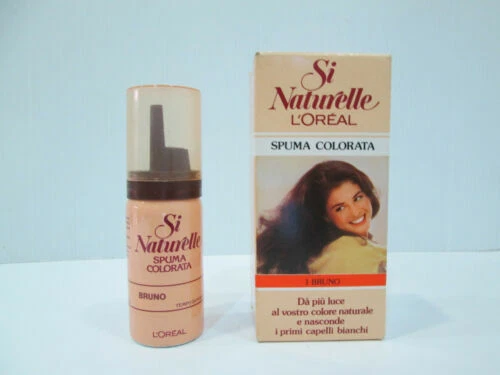 Si
Naturelle
L'ORÉAL
SPUMA COLORATA
1 BRUNO
Dà più luce
al vostro colore naturale
e nasconde
i primi capelli bianchi
Si
Naturelle
SPUMA
COLORATA
BRUNO
L'ORÉAL